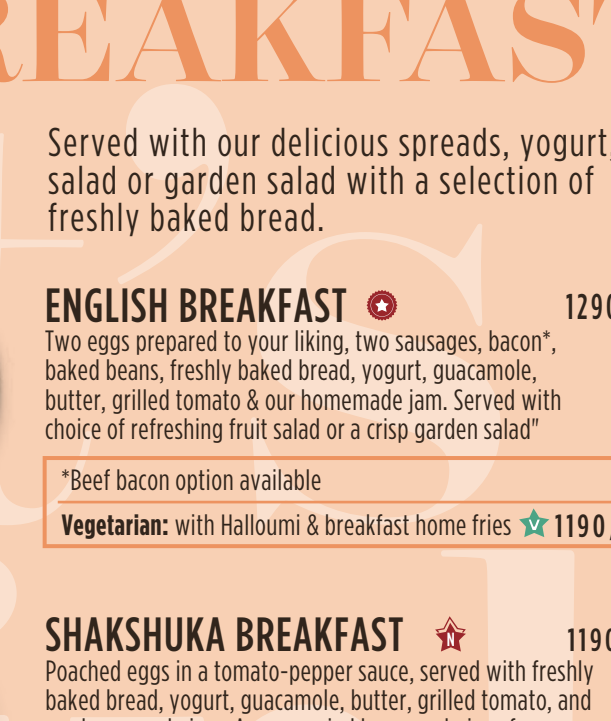 REAKFAST
Served with our delicious spreads, yogurt,
salad or garden salad with a selection of
freshly baked bread.
ENGLISH BREAKFAST 1290
Two eggs prepared to your liking, two sausages, bacon*,
baked beans, freshly baked bread, yogurt, guacamole,
butter, grilled tomato & our homemade jam. Served with
choice of refreshing fruit salad or a crisp garden salad"
*Beef bacon option available
Vegetarian: with Halloumi & breakfast home fries V 1190
SHAKSHUKA BREAKFAST N 1190
Poached eggs in a tomato-pepper sauce, served with freshly
baked bread, yogurt, guacamole, butter, grilled tomato, and